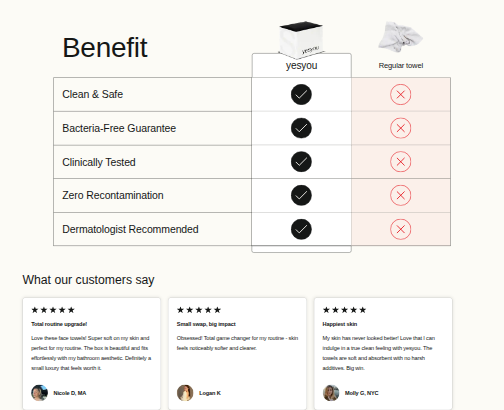 Benefit
yesyou
yesyou
Regular towel
Clean & Safe
Bacteria-Free Guarantee
Clinically Tested
Zero Recontamination
Dermatologist Recommended
What our customers say
Total routine upgrade!
Love these face towels! Super soft on my skin and
perfect for my routine. The box is beautiful and fits
effortlessly with my bathroom aesthetic. Definitely a
small luxury that feels worth it.
Nicole D, MA
Small swap, big impact
Obsessed! Total game changer for my routine - skin
feels noticeably softer and clearer.
Logan K
Happiest skin
My skin has never looked better! Love that I can
indulge in a true clean feeling with yesyou. The
towels are soft and absorbent with no harsh
additives. Big win.
Molly G, NYC